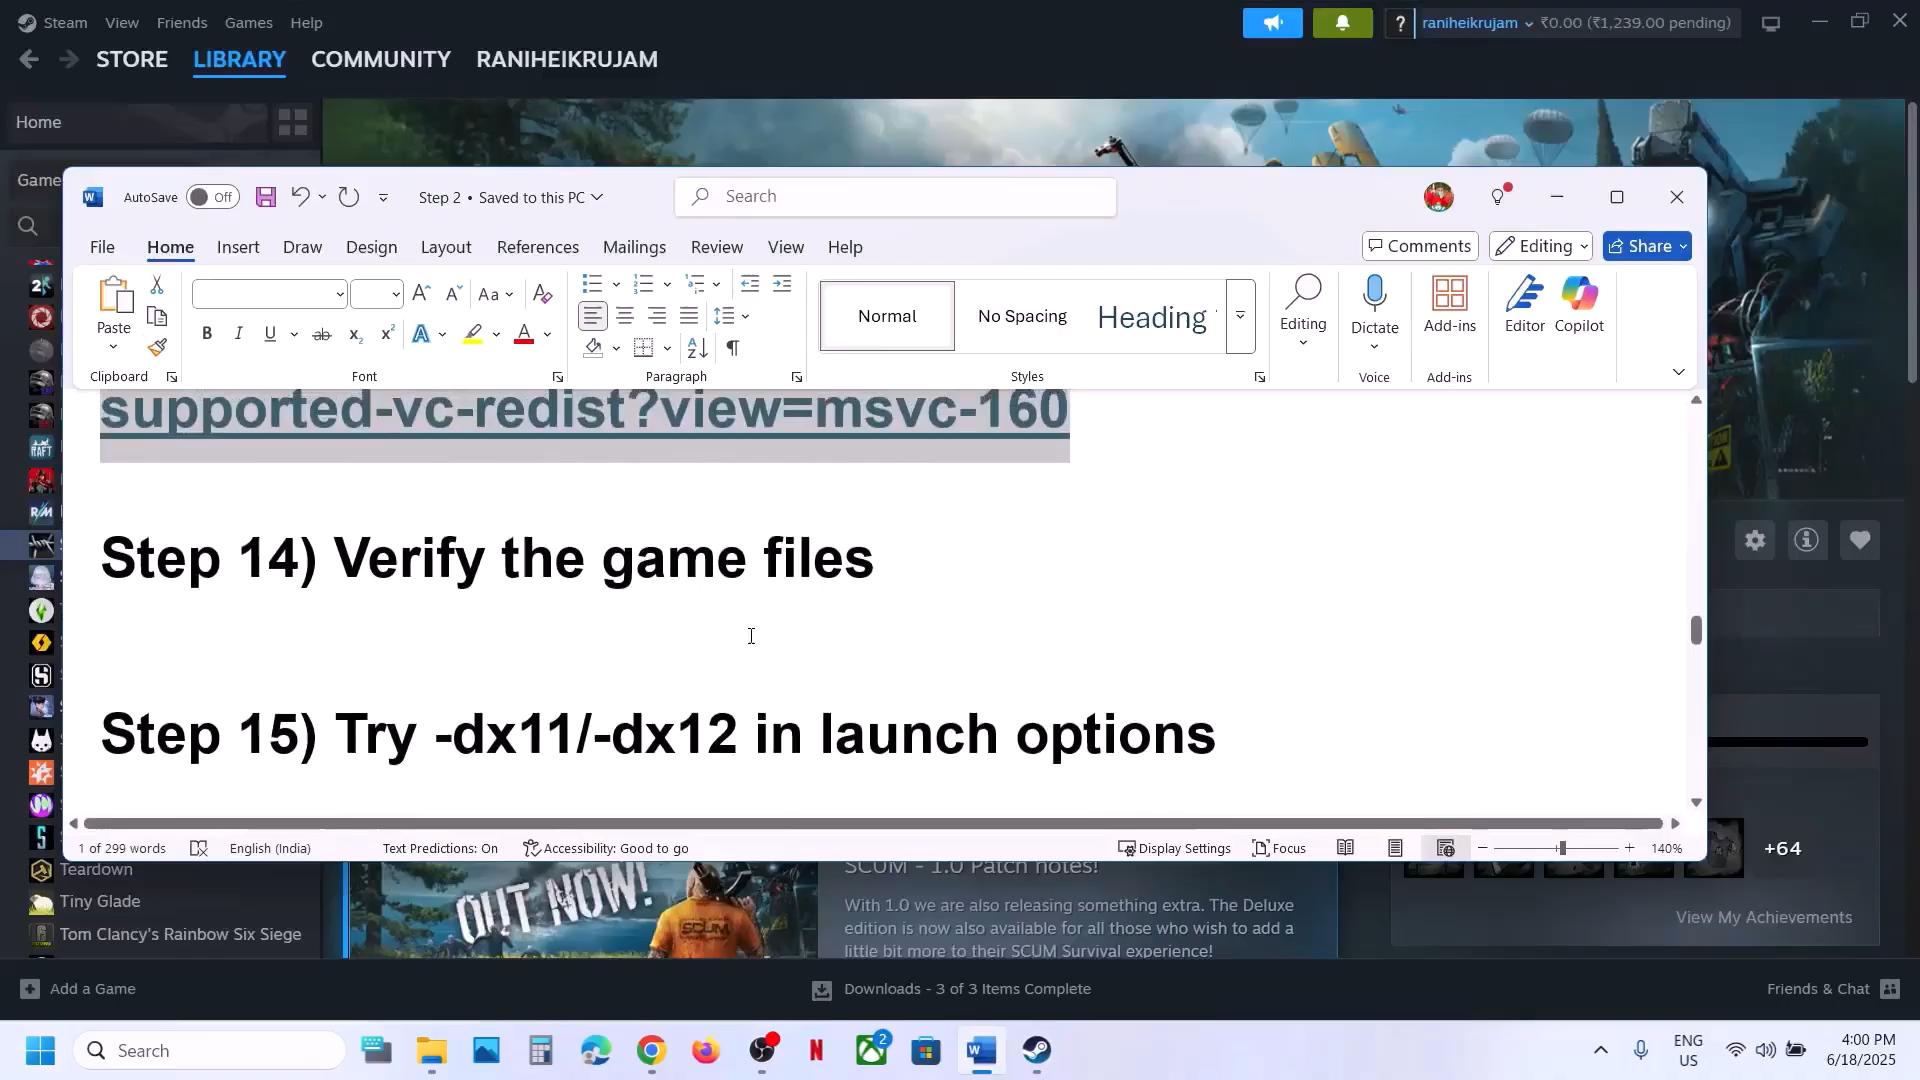 Steam View Friends Games Help
raniheikrujam ₹0.00 (₹1,239.00 pending)
STORE LIBRARY COMMUNITY RANIHEIKRUJAM
Home
AutoSave Off
Step 2 • Saved to this PC
Search
File Home Insert Draw Design Layout References Mailings Review View Help
Comments Editing Share
Paste
Normal No Spacing Heading
Editing Dictate Add-ins Editor Copilot
Clipboard Font Paragraph Styles Voice Add-ins
supported-vc-redist?view=msvc-160
Step 14) Verify the game files
Step 15) Try -dx11/-dx12 in launch options
1 of 299 words English (India) Text Predictions: On Accessibility: Good to go Display Settings Focus 140%
Teardown
Tiny Glade
Tom Clancy's Rainbow Six Siege
OUT NOW!
SCUM
SCUM - 1.0 Patch notes!
With 1.0 we are also releasing something extra. The Deluxe
edition is now also available for all those who wish to add a
little bit more to their SCUM Survival experience!
+64
View My Achievements
Add a Game
Downloads - 3 of 3 Items Complete
Friends & Chat
Search
2
ENG
US
4:00 PM
6/18/2025